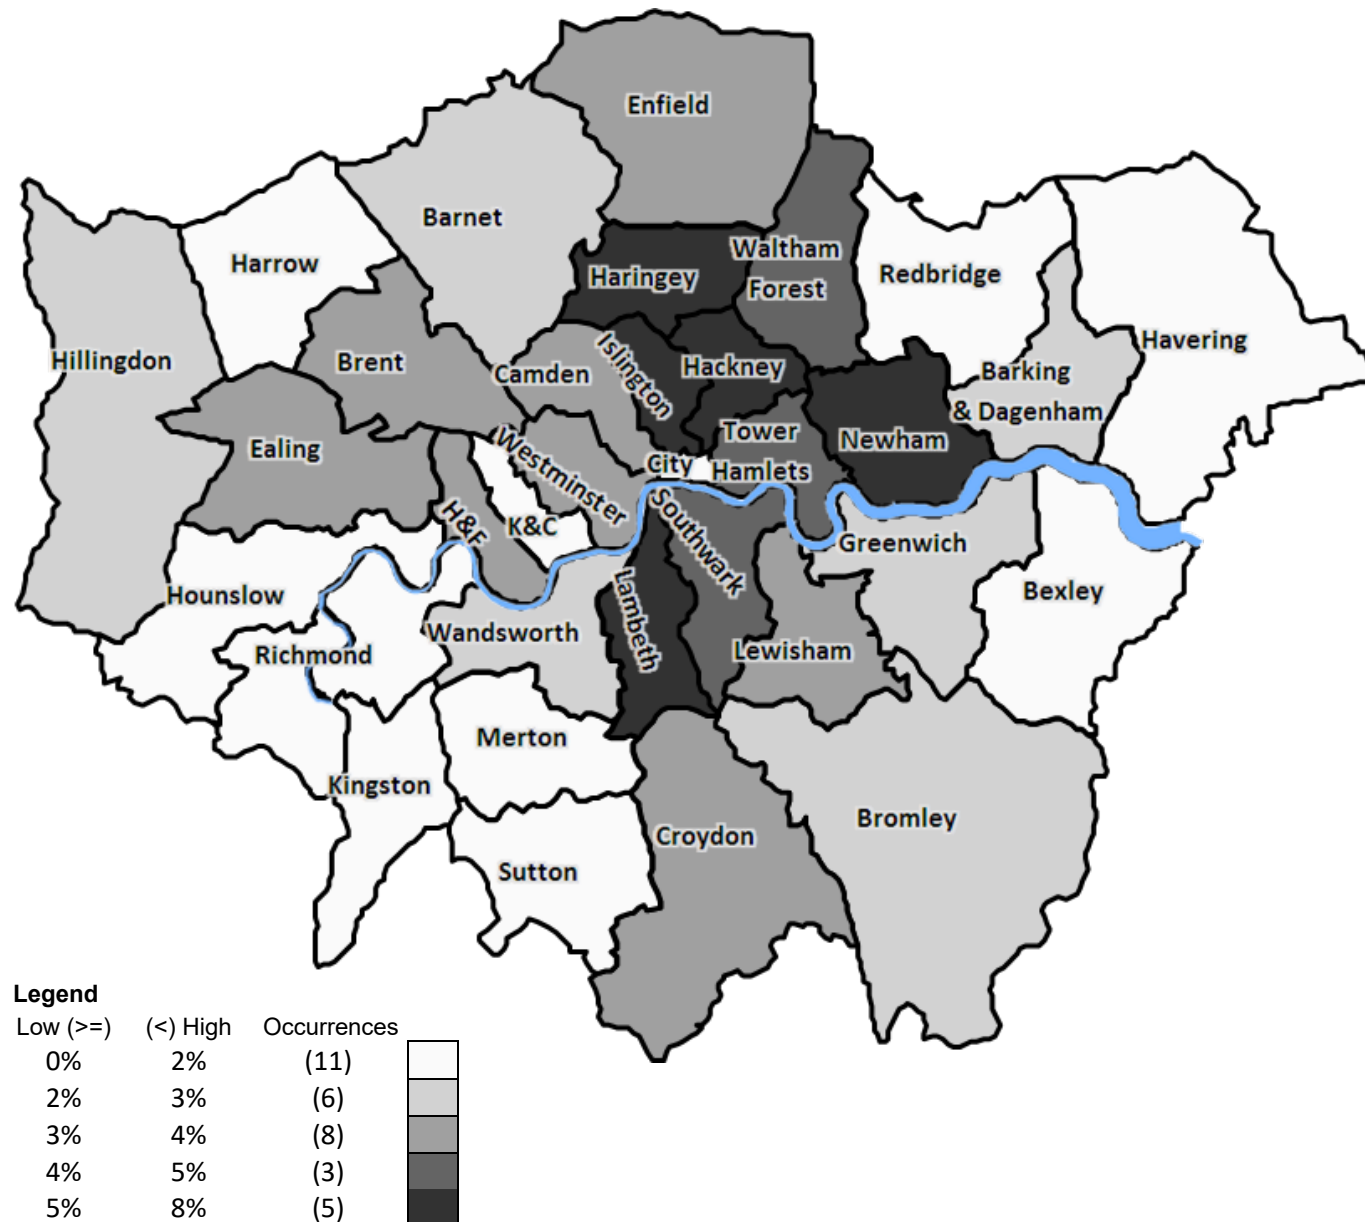 Enfield
Barnet
Waltham
Forest
Harrow
Haringey
Redbridge
Havering
Hillingdon
Brent
Camden
Islington
Hackney
Barking
& Dagenham
Ealing
Westminster
City
Tower
Hamlets
Newham
H&F
K&C
Southwark
Greenwich
Hounslow
Bexley
Richmond
Wandsworth
Lambeth
Lewisham
Merton
Kingston
Bromley
Croydon
Sutton
Legend
Low (>=) (<) High Occurrences
0% 2% (11)
2% 3% (6)
3% 4% (8)
4% 5% (3)
5% 8% (5)